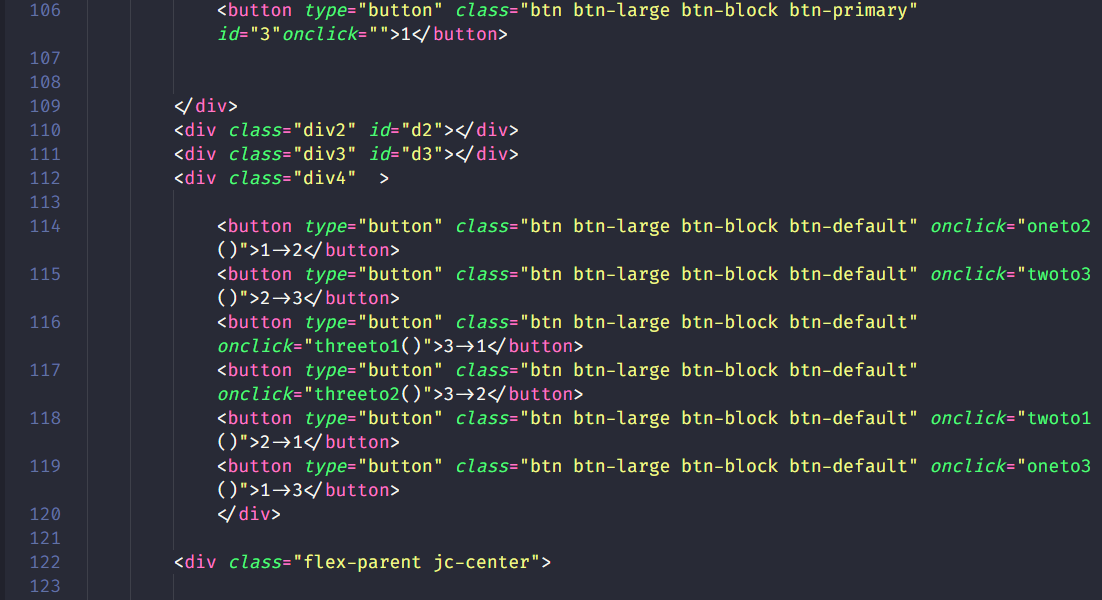 106 <button type="button" class="btn btn-large btn-block btn-primary"
id="3"onclick="">1</button>
107
108
109 </div>
110 <div class="div2" id="d2"></div>
111 <div class="div3" id="d3"></div>
112 <div class="div4"  >
113
114 <button type="button" class="btn btn-large btn-block btn-default" onclick="oneto2
()">1->2</button>
115 <button type="button" class="btn btn-large btn-block btn-default" onclick="twoto3
()">2->3</button>
116 <button type="button" class="btn btn-large btn-block btn-default"
onclick="threeto1()">3->1</button>
117 <button type="button" class="btn btn-large btn-block btn-default"
onclick="threeto2()">3->2</button>
118 <button type="button" class="btn btn-large btn-block btn-default" onclick="twoto1
()">2->1</button>
119 <button type="button" class="btn btn-large btn-block btn-default" onclick="oneto3
()">1->3</button>
120 </div>
121
122 <div class="flex-parent jc-center">
123